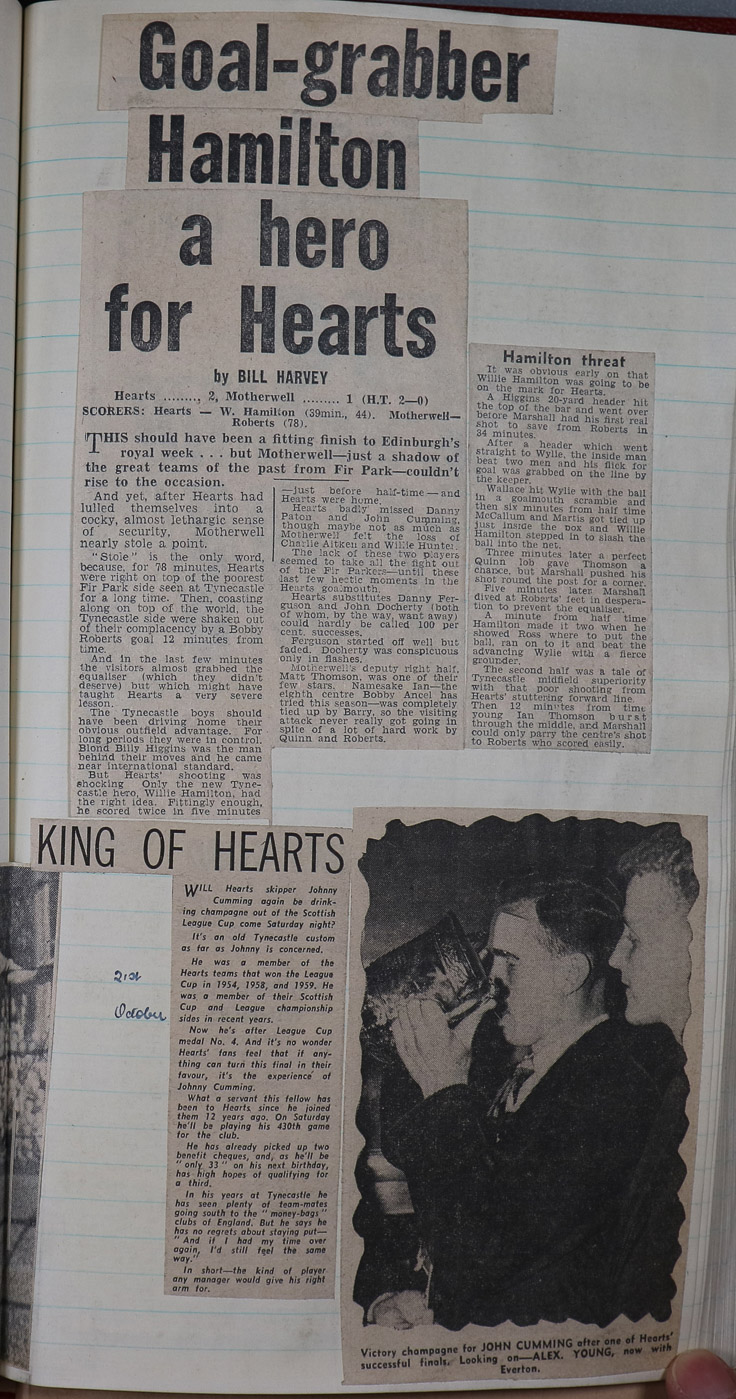 Goal-grabber
Hamilton
a hero
for Hearts
by BILL HARVEY
Hearts ........, 2, Motherwell ......... 1 (H.T. 2—0)
SCORERS: Hearts — W. Hamilton (39min., 44). Motherwell—
Roberts (78).
THIS should have been a fitting finish to Edinburgh's
royal week . . . but Motherwell—just a shadow of
the great teams of the past from Fir Park—couldn't
rise to the occasion.
And yet, after Hearts had
lulled themselves into a
cocky, almost lethargic sense
of security, Motherwell
nearly stole a point.
"Stole" is the only word,
because, for 78 minutes, Hearts
were right on top of the poorest
Fir Park side seen at Tynecastle
for a long time. Then, coasting
along on top of the world, the
Tynecastle side were shaken out
of their complacency by a Bobby
Roberts goal 12 minutes from
time.
And in the last few minutes
the visitors almost grabbed the
equaliser (which they didn't
deserve) but which might have
taught Hearts a very severe
lesson.
The Tynecastle boys should
have been driving home their
obvious outfield advantage. For
long periods they were in control.
Blond Billy Higgins was the man
behind their moves and he came
near international standard.
But Hearts' shooting was
shocking Only the new Tyne-
castle hero, Willie Hamilton, had
the right idea. Fittingly enough,
he scored twice in five minutes
—just before half-time—and
Hearts were home.
Hearts badly missed Danny
Paton and John Cumming,
though maybe not as much as
Motherwell felt the loss of
Charlie Aitken and Willie Hunter.
The lack of these two players
seemed to take all the fight out
of the Fir Parkers—until these
last few hectic moments in the
Hearts goalmouth.
Hearts substitutes Danny Fer-
guson and John Docherty (both
of whom, by the way, want away)
could hardly be called 100 per
cent. successes.
Ferguson started off well but
faded. Docherty was conspicuous
only in flashes.
Motherwell's deputy right half,
Matt Thomson, was one of their
few stars. Namesake Ian—the
eighth centre Bobby Ancel has
tried this season—was completely
tied up by Barry, so the visiting
attack never really got going in
spite of a lot of hard work by
Quinn and Roberts.
Hamilton threat
It was obvious early on that
Willie Hamilton was going to be
on the mark for Hearts.
A Higgins 20-yard header hit
the top of the bar and went over
before Marshall had his first real
shot to save from Roberts in
34 minutes.
After a header which went
straight to Wylie, the inside man
beat two men and his flick for
goal was grabbed on the line by
the keeper.
Wallace hit Wylie with the ball
in a goalmouth scramble and
then six minutes from half time
McCallum and Martis got tied up
just inside the box and Willie
Hamilton stepped in to slash the
ball into the net.
Three minutes later a perfect
Quinn lob gave Thomson a
chance, but Marshall pushed his
shot round the post for a corner.
Five minutes later Marshall
dived at Roberts' feet in despera-
tion to prevent the equaliser.
A minute from half time
Hamilton made it two when he
showed Ross where to put the
ball, ran on to it and beat the
advancing Wylie with a fierce
grounder.
The second half was a tale of
Tynecastle midfield superiority
with that poor shooting from
Hearts' stuttering forward line.
Then 12 minutes from time
young Ian Thomson burst
through the middle, and Marshall
could only parry the centre's shot
to Roberts who scored easily.
KING OF HEARTS
WILL Hearts skipper Johnny
Cumming again be drink-
ing champagne out of the Scottish
League Cup come Saturday night?
It's an old Tynecastle custom
as far as Johnny is concerned.
He was a member of the
Hearts teams that won the League
Cup in 1954, 1958, and 1959. He
was a member of their Scottish
Cup and League championship
sides in recent years.
Now he's after League Cup
medal No. 4. And it's no wonder
Hearts' fans feel that if any-
thing can turn this final in their
favour, it's the experience of
Johnny Cumming.
What a servant this fellow has
been to Hearts since he joined
them 12 years ago. On Saturday
he'll be playing his 430th game
for the club.
He has already picked up two
benefit cheques, and, as he'll be
"only 33" on his next birthday,
has high hopes of qualifying for
a third.
In his years at Tynecastle he
has seen plenty of team-mates
going south to the "money-bags"
clubs of England. But he says he
has no regrets about staying put—
"And if I had my time over
again, I'd still feel the same
way."
In short—the kind of player
any manager would give his right
arm for.
21st
October
Victory champagne for JOHN CUMMING after one of Hearts'
successful finals. Looking on—ALEX. YOUNG, now with
Everton.